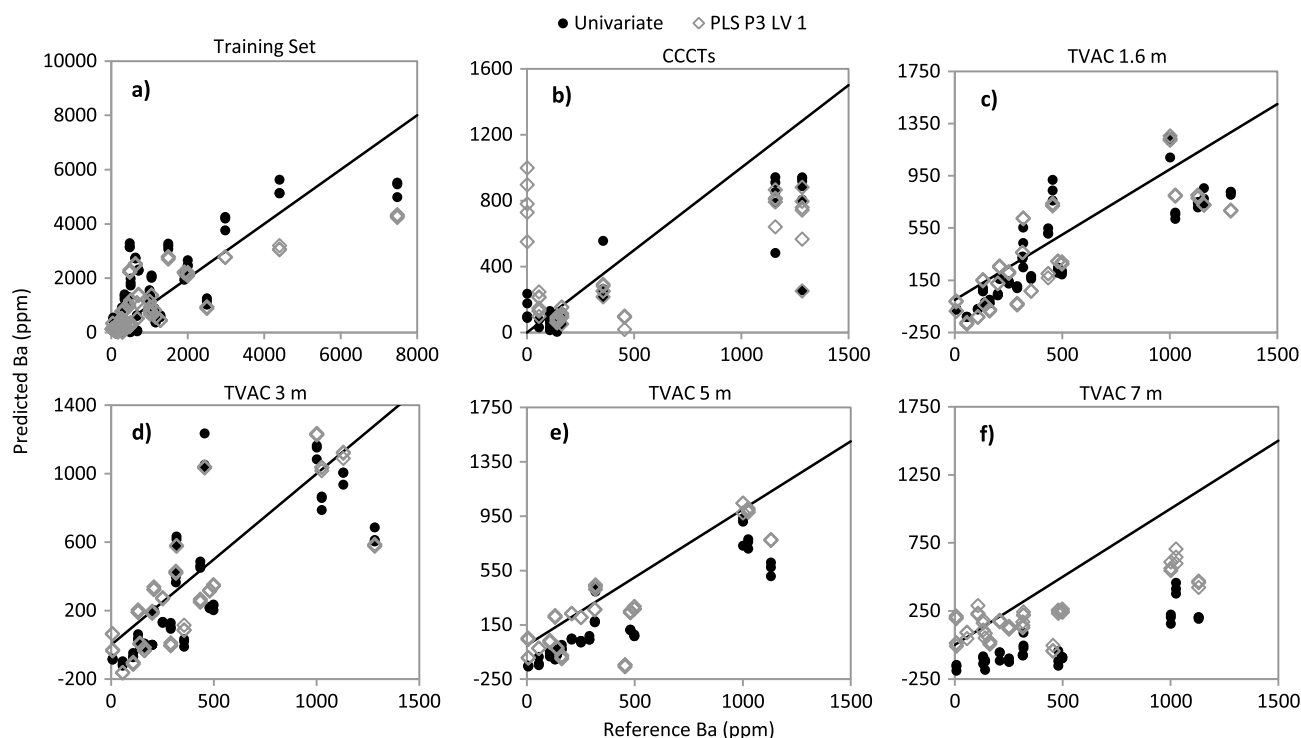 Univariate PLS P3 LV 1
Training Set CCCTs TVAC 1.6 m
a) b) c)
10000 1600 1750
8000 1200 1350
6000 800 950
4000 400 550
2000 0 150
0 -250
0 2000 4000 6000 8000 0 500 1000 1500 0 500 1000 1500
Predicted Ba (ppm)
TVAC 3 m TVAC 5 m TVAC 7 m
d) e) f)
1400 1750 1750
1000 1350 1250
600 950 750
200 550 250
-200 150 -250
-250
0 500 1000 1500 0 500 1000 1500 0 500 1000 1500
Reference Ba (ppm)